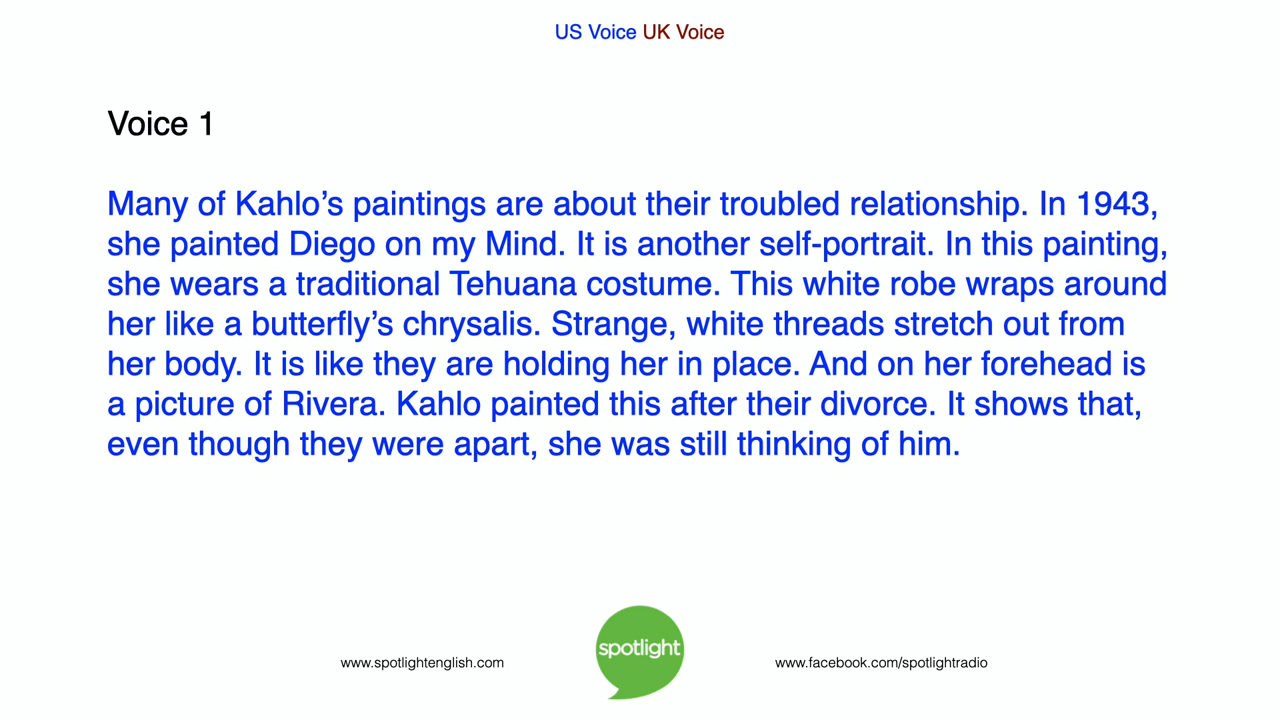 US Voice UK Voice
Voice 1
Many of Kahlo’s paintings are about their troubled relationship. In 1943,
she painted Diego on my Mind. It is another self-portrait. In this painting,
she wears a traditional Tehuana costume. This white robe wraps around
her like a butterfly’s chrysalis. Strange, white threads stretch out from
her body. It is like they are holding her in place. And on her forehead is
a picture of Rivera. Kahlo painted this after their divorce. It shows that,
even though they were apart, she was still thinking of him.
spotlight
www.spotlightenglish.com
www.facebook.com/spotlightradio